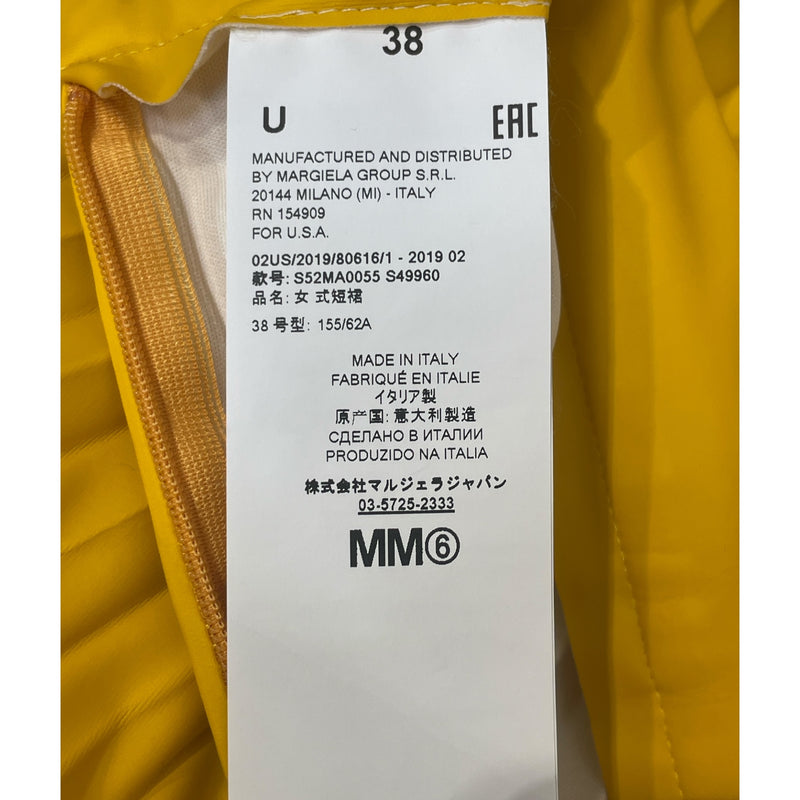 38
U EAC
MANUFACTURED AND DISTRIBUTED
BY MARGIELA GROUP S.R.L.
20144 MILANO (MI) - ITALY
RN 154909
FOR U.S.A.
02US/2019/80616/1 - 2019 02
款号: S52MA0055 S49960
品名: 女 式短裙
38 号型: 155/62A
MADE IN ITALY
FABRIQUÉ EN ITALIE
イタリア製
原产国: 意大利製造
СДЕЛАНО В ИТАЛИИ
PRODUZIDO NA ITALIA
株式会社マルジェラジャパン
03-5725-2333
MM⑥